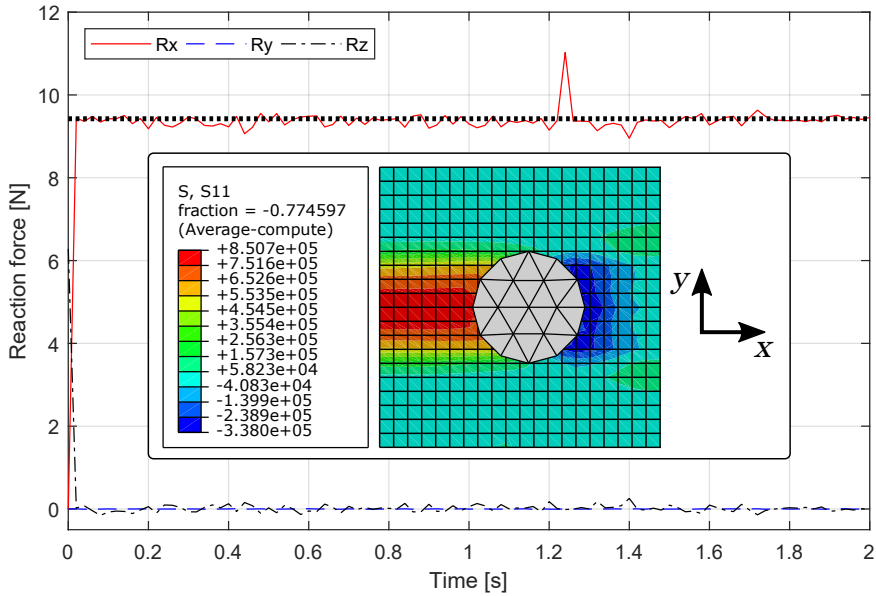 Rx Ry Rz
Reaction force [N]
12
10
8
6
4
2
0
S, S11
fraction = -0.774597
(Average-compute)
+8.507e+05
+7.516e+05
+6.526e+05
+5.535e+05
+4.545e+05
+3.554e+05
+2.563e+05
+1.573e+05
+5.823e+04
-4.083e+04
-1.399e+05
-2.389e+05
-3.380e+05
y
x
0 0.2 0.4 0.6 0.8 1 1.2 1.4 1.6 1.8 2
Time [s]